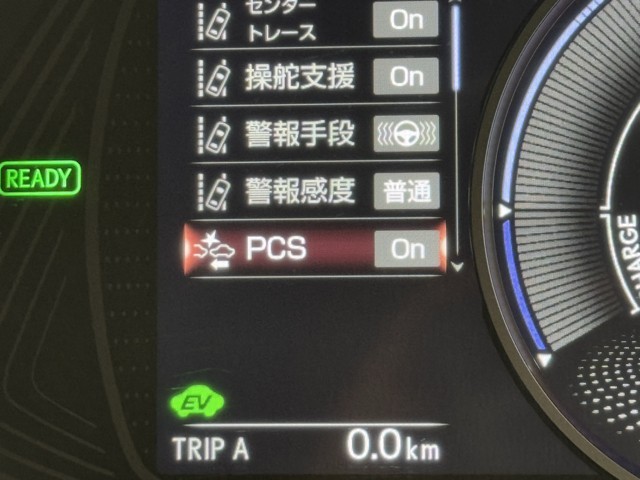 センター
トレース On
操舵支援 On
警報手段
警報感度 普通
READY
PCS On
CHARGE
EV
TRIP A 0.0km